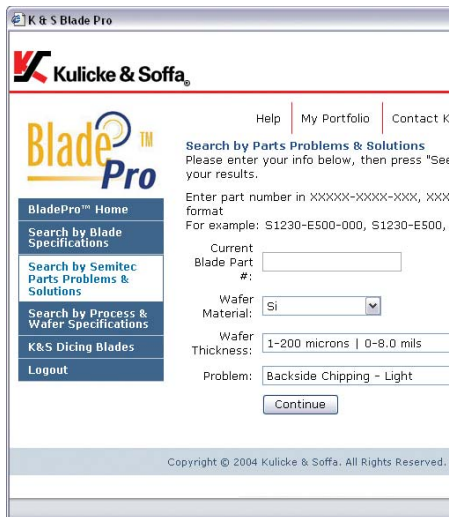 K & S Blade Pro
Kulicke & Soffa®
Blade Pro TM
Help My Portfolio Contact K
Search by Parts Problems & Solutions
Please enter your info below, then press "See
your results.
Enter part number in XXXXX-XXXX-XXX, XXX
format
For example: S1230-E500-000, S1230-E500,
BladePro™ Home
Search by Blade
Specifications
Search by Semitec
Parts Problems &
Solutions
Search by Process &
Wafer Specifications
K&S Dicing Blades
Logout
Current
Blade Part
#:
Wafer
Material:
Si
Wafer
Thickness:
1-200 microns | 0-8.0 mils
Problem:
Backside Chipping - Light
Continue
Copyright © 2004 Kulicke & Soffa. All Rights Reserved.